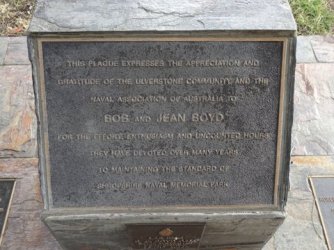 THIS PLAQUE EXPRESSES THE APPRECIATION AND
GRATITUDE OF THE ULVERSTONE COMMUNITY AND THE
NAVAL ASSOCIATION OF AUSTRALIA TO
BOB AND JEAN BOYD
FOR THE EFFORT, ENTHUSIASM AND UNCOUNTED HOURS
THEY HAVE DEVOTED OVER MANY YEARS
TO MAINTAINING THE STANDARD OF
SHROPSHIRE NAVAL MEMORIAL PARK